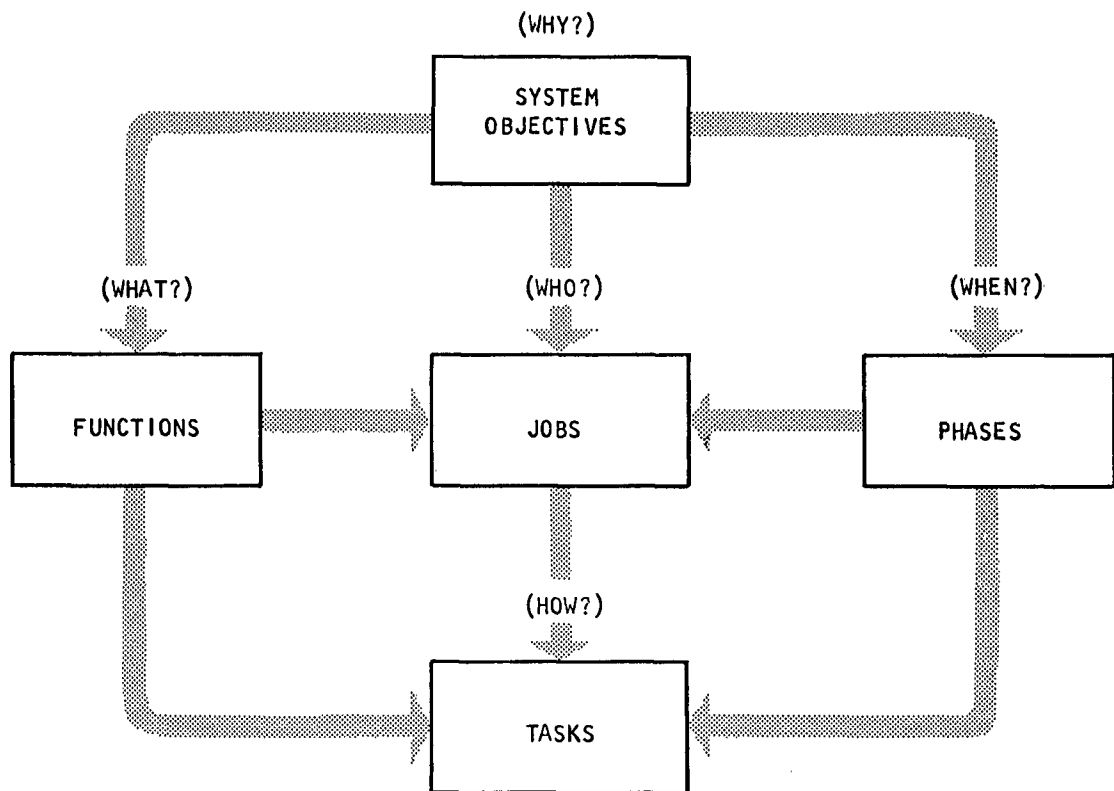 (WHY?)
SYSTEM
OBJECTIVES
(WHAT?)
(WHO?)
(WHEN?)
FUNCTIONS
JOBS
PHASES
(HOW?)
TASKS